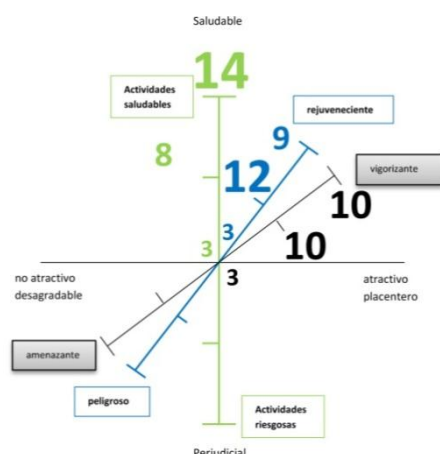 Saludable
14
Actividades
saludables
rejuveneciente
8
9
12
vigorizante
10
3
10
3
no atractivo
desagradable
3
atractivo
placentero
amenazante
peligroso
Actividades
riesgosas
Perjudicial